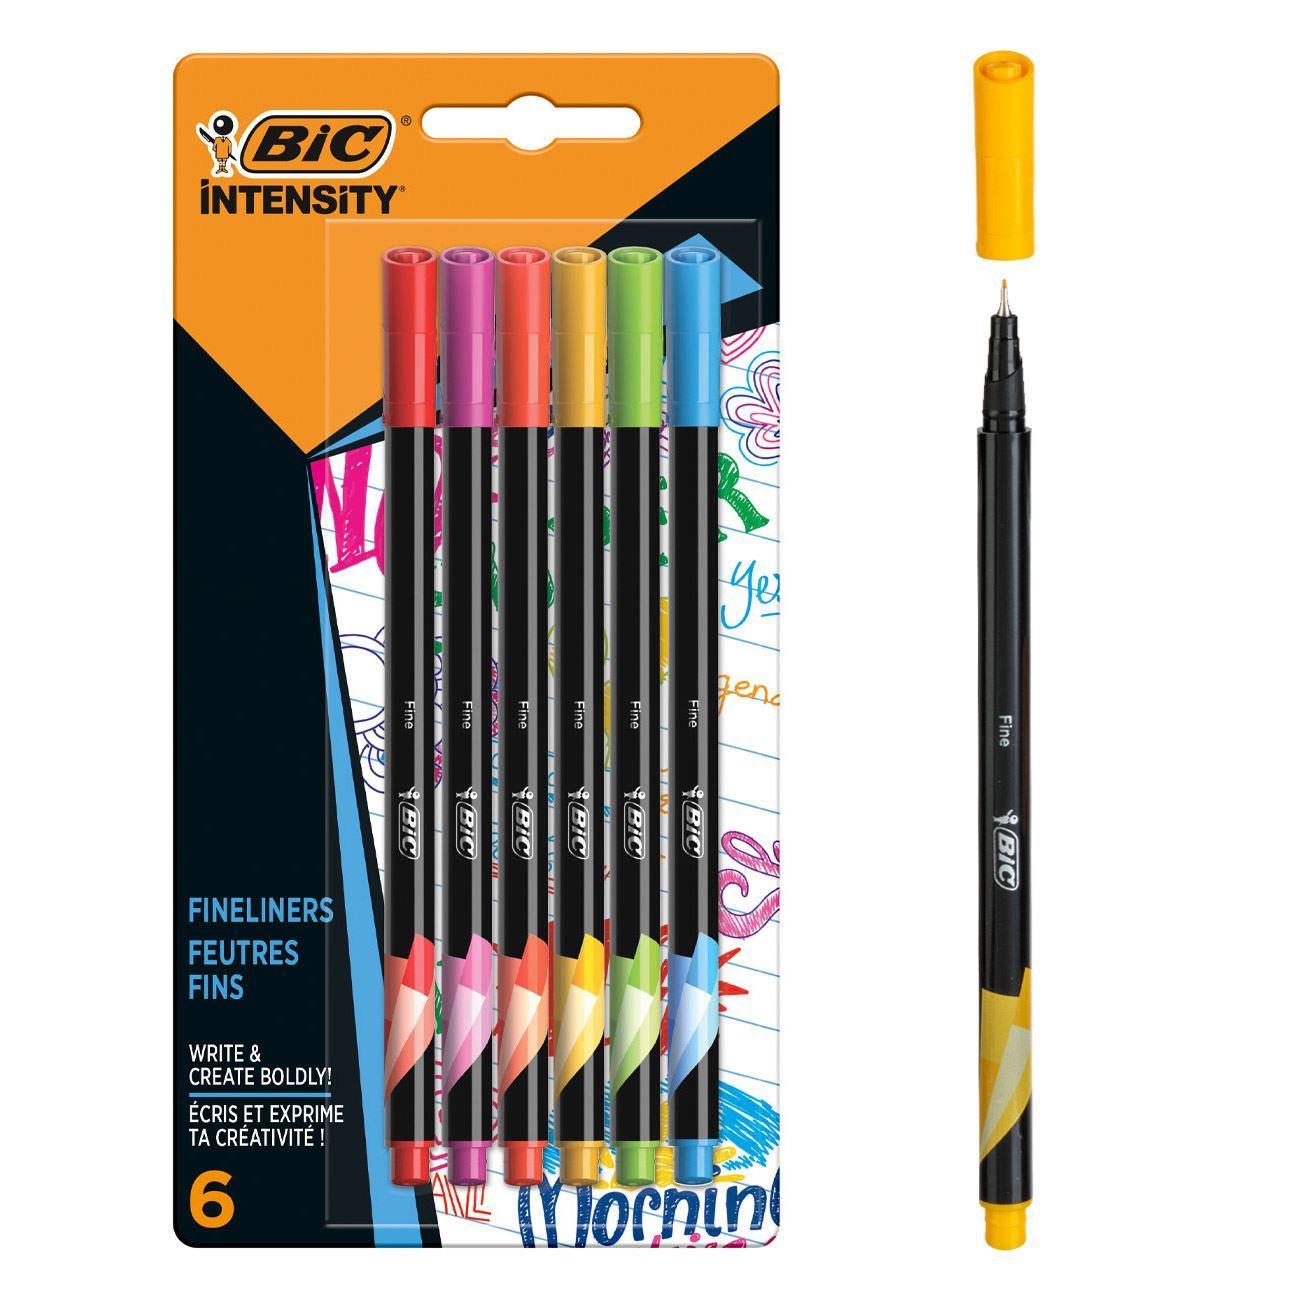 BiC®
iNTENSiTY®
Fine
BiC
Fine
BiC
Fine
BiC
Fine
BiC
Fine
BiC
Fine
BiC
yes
FINELINERS
FEUTRES
FINS
WRITE &
CREATE BOLDLY!
ÉCRIS ET EXPRIME
TA CRÉATIVITÉ !
6
Fine
BiC